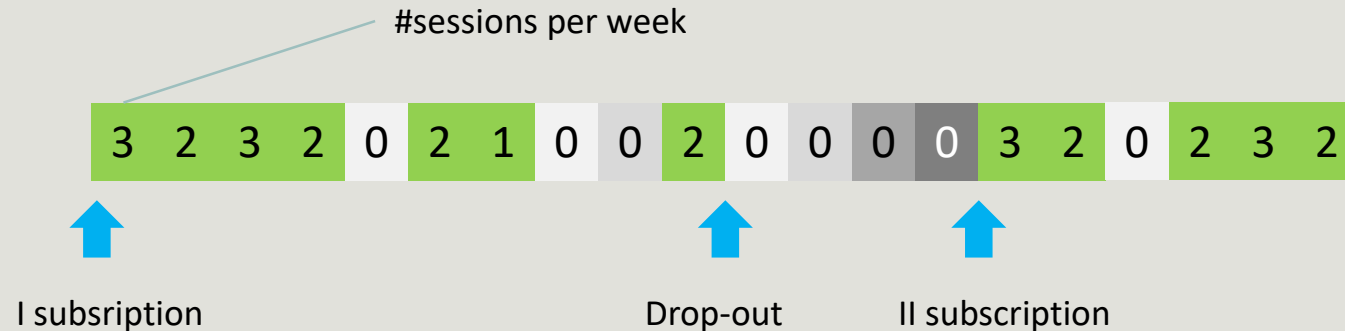 #sessions per week
3 2 3 2 0 2 1 0 0 2 0 0 0 0 3 2 0 2 3 2
I subsription Drop-out II subscription